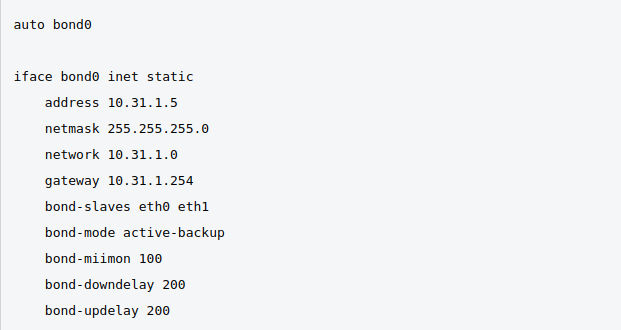 auto bond0
iface bond0 inet static
address 10.31.1.5
netmask 255.255.255.0
network 10.31.1.0
gateway 10.31.1.254
bond-slaves eth0 eth1
bond-mode active-backup
bond-miimon 100
bond-downdelay 200
bond-updelay 200